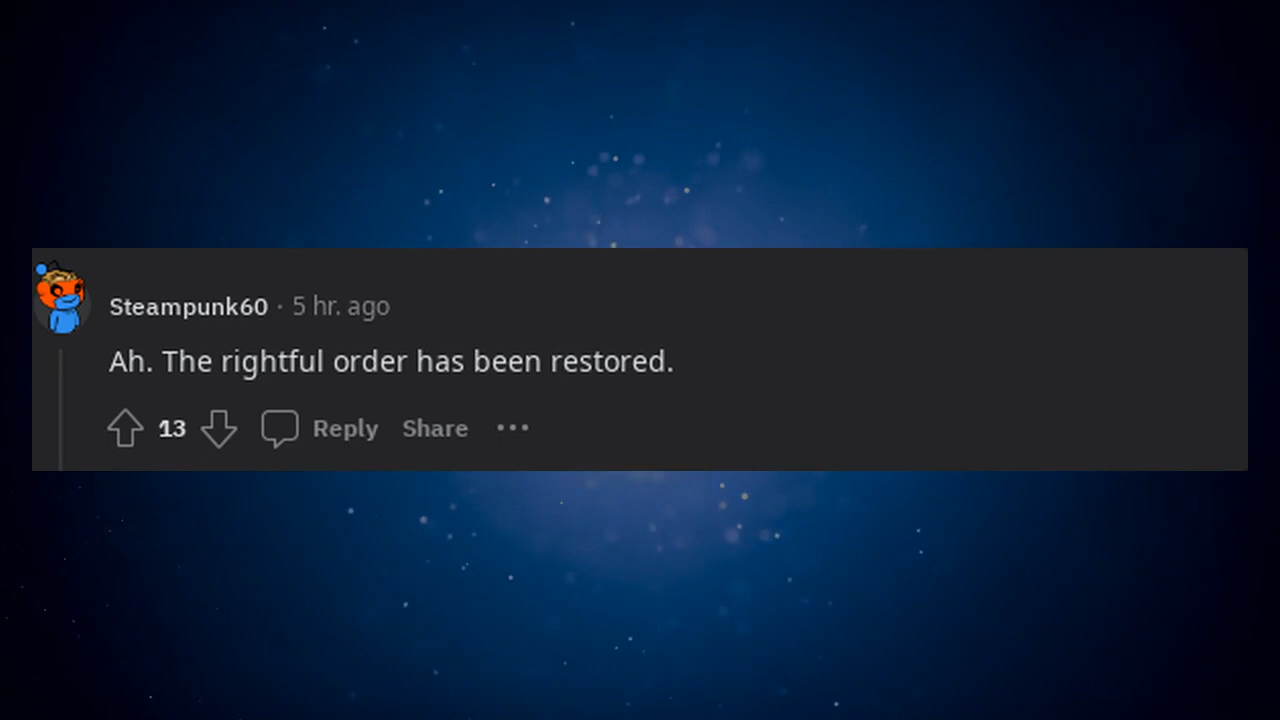 Steampunk60 · 5 hr. ago
Ah. The rightful order has been restored.
13 Reply Share